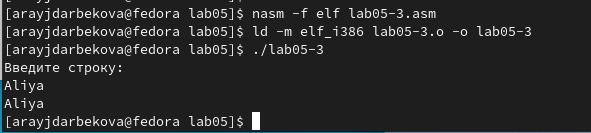 [arayjdarbekova@fedora lab05]$ nasm -f elf lab05-3.asm
[arayjdarbekova@fedora lab05]$ ld -m elf_i386 lab05-3.o -o lab05-3
[arayjdarbekova@fedora lab05]$ ./lab05-3
Введите строку:
Aliya
Aliya
[arayjdarbekova@fedora lab05]$